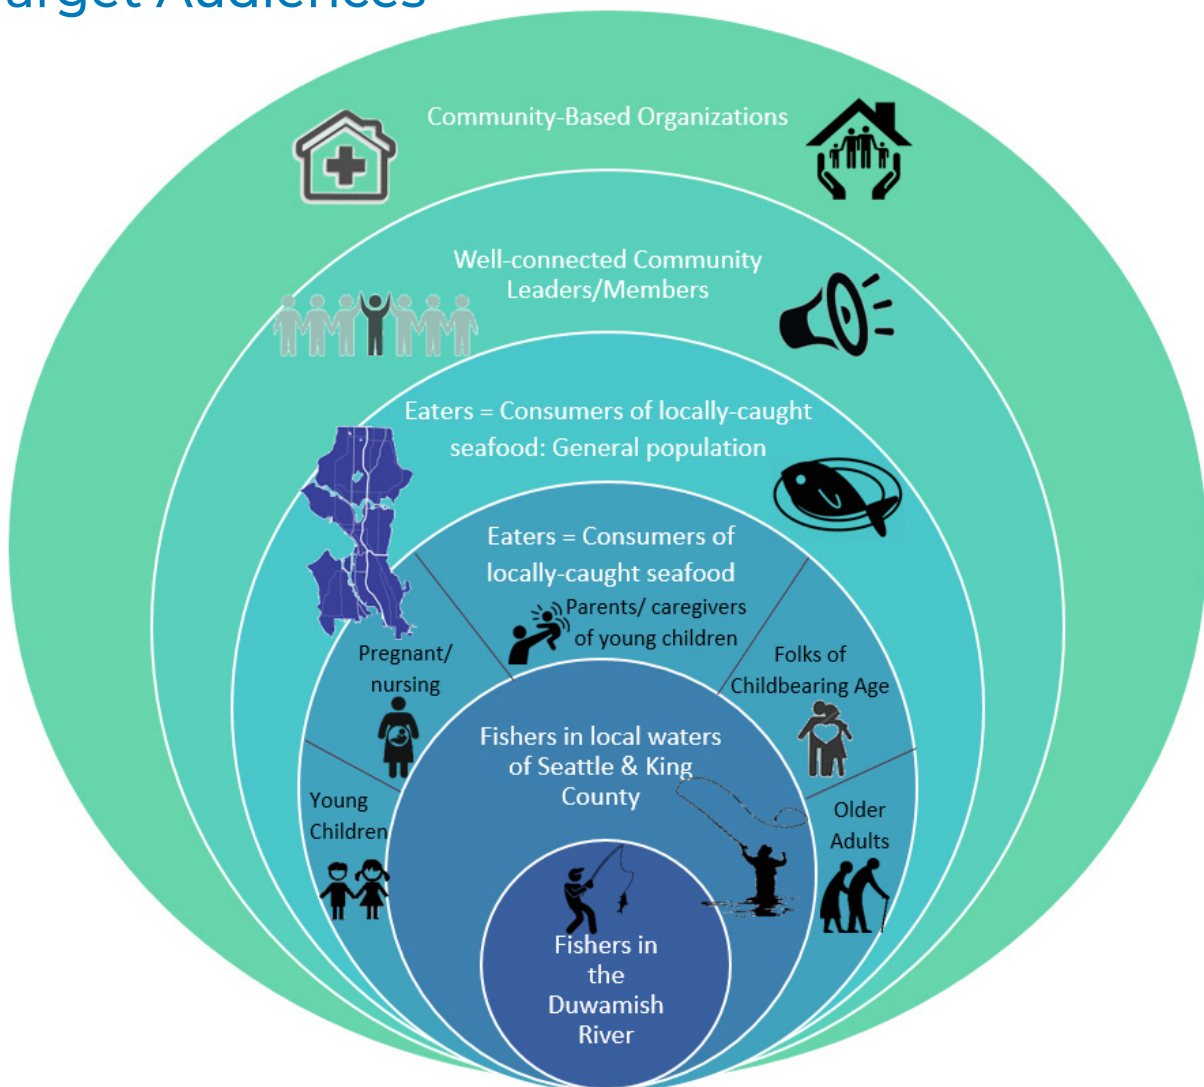 arget Audiences
Community-Based Organizations
Well-connected Community
Leaders/Members
Eaters = Consumers of locally-caught
seafood: General population
Eaters = Consumers of
locally-caught seafood
Parents/ caregivers
of young children
Pregnant/
nursing
Folks of
Childbearing Age
Young
Children
Older
Adults
Fishers in local waters
of Seattle & King
County
Fishers in
the
Duwamish
River